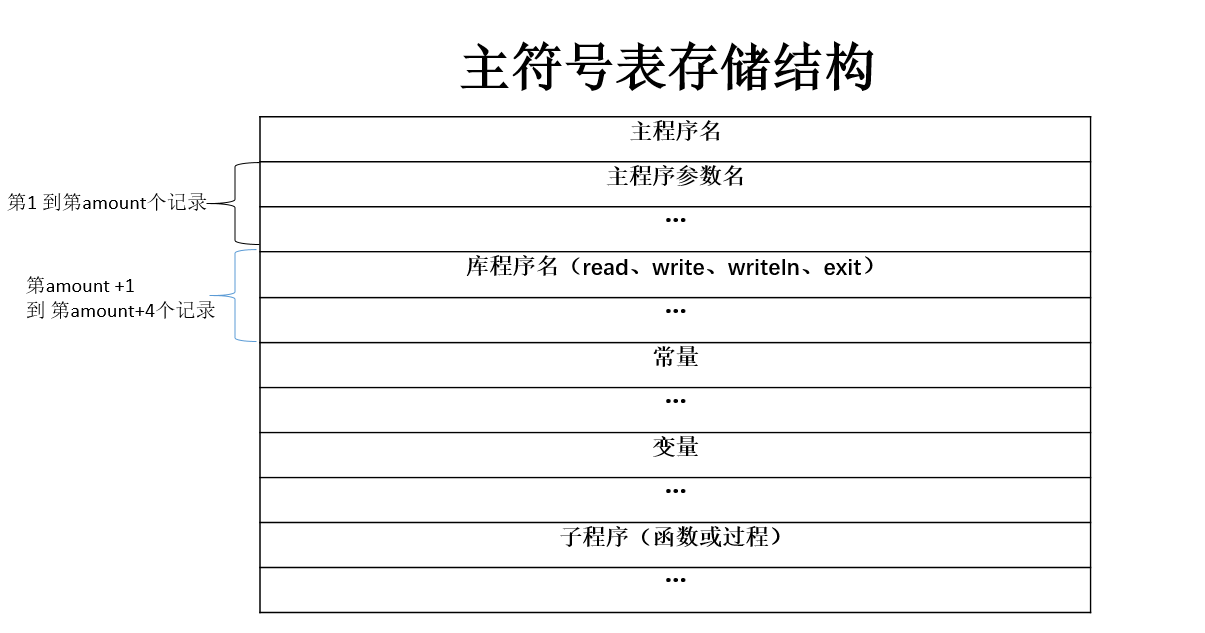 主符号表存储结构
主程序名
主程序参数名
第1 到第amount个记录
...
库程序名（read、write、writeln、exit）
第amount +1
到 第amount+4个记录
...
常量
...
变量
...
子程序（函数或过程）
...